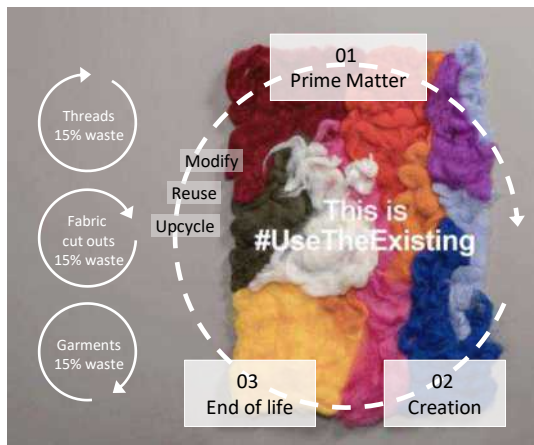 01
Prime Matter
Threads
15% waste
Modify
Reuse
Upcycle
Fabric
cut outs
15% waste
This is
#UseTheExisting
Garments
15% waste
03
End of life
02
Creation